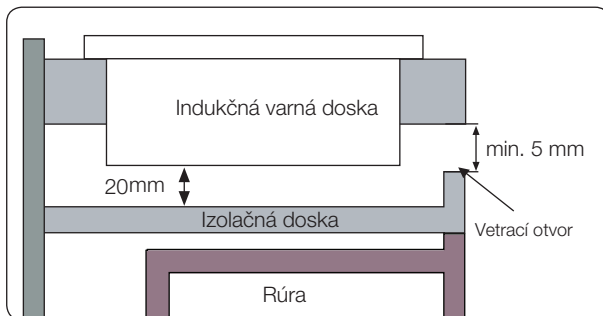 Indukčná varná doska
min. 5 mm
20mm
Izolačná doska
Vetrací otvor
Rúra